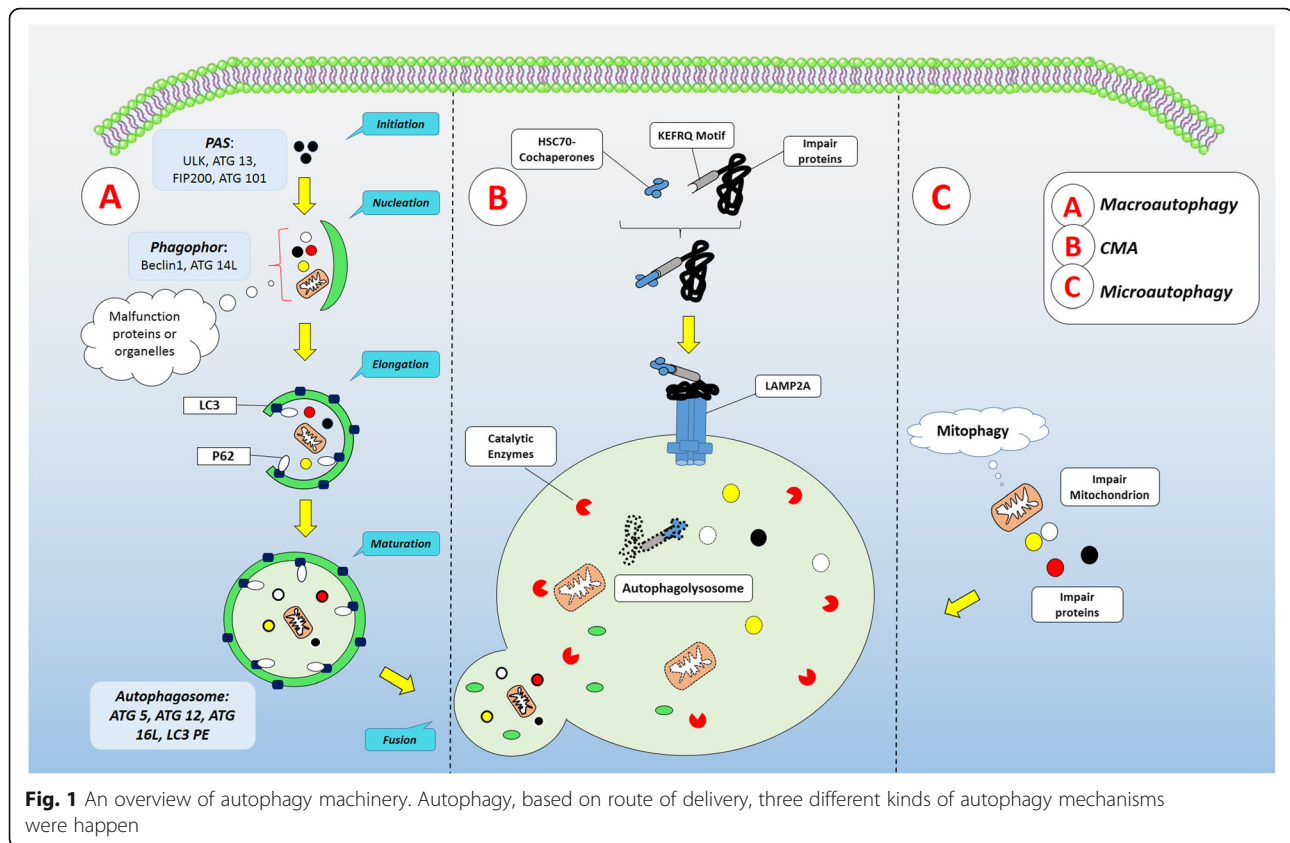 PAS:
ULK, ATG 13,
FIP200, ATG 101
Initiation
A
Nucleation
Phagophor:
Beclin1, ATG 14L
Malfunction
proteins or
organelles
Elongation
LC3
P62
Maturation
Autophagosome:
ATG 5, ATG 12, ATG
16L, LC3 PE
Fusion
B
HSC70-
Cochaperones
KEFRQ Motif
Impair
proteins
LAMP2A
Catalytic
Enzymes
Autophagolysosome
C
A Macroautophagy
B CMA
C Microautophagy
Mitophagy
Impair
Mitochondrion
Impair
proteins
Fig. 1 An overview of autophagy machinery. Autophagy, based on route of delivery, three different kinds of autophagy mechanisms
were happen